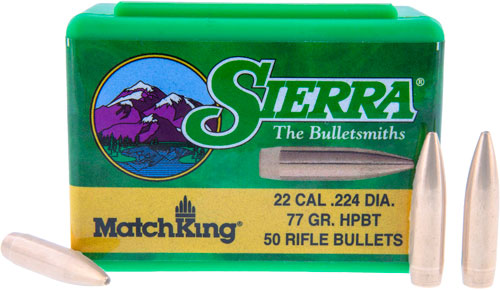 SIERRA®
The Bulletsmiths
MatchKing®
22 CAL .224 DIA.
77 GR. HPBT
50 RIFLE BULLETS